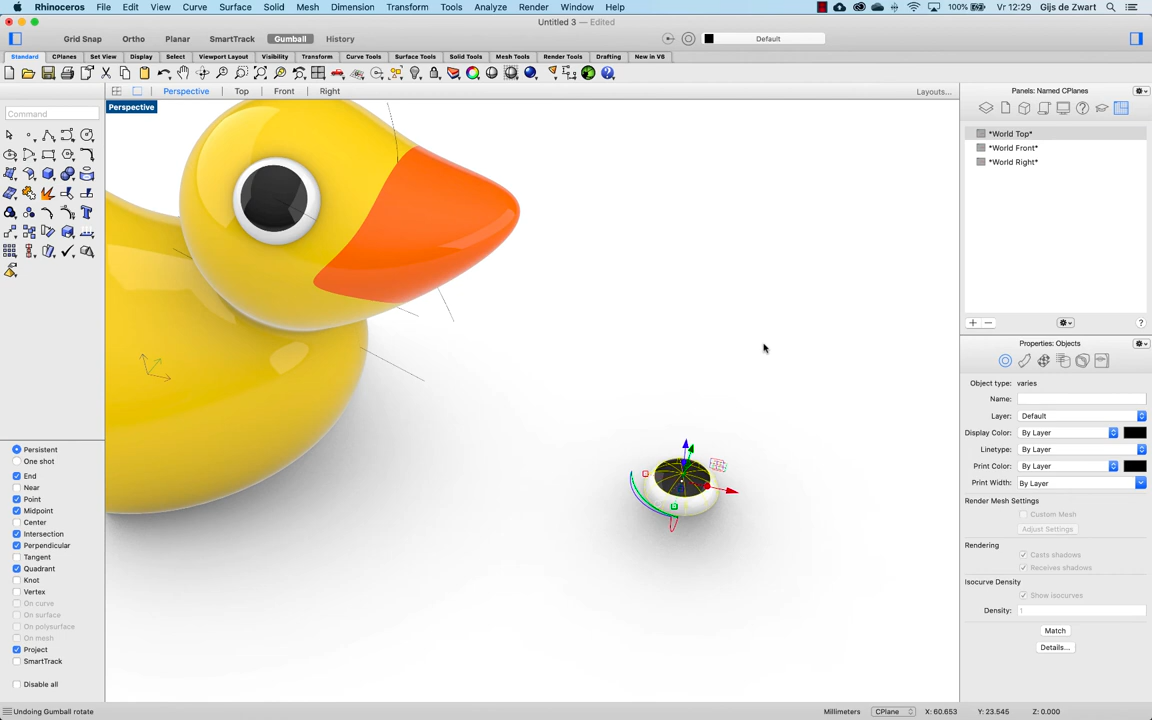 Rhinoceros File Edit View Curve Surface Solid Mesh Dimension Transform Tools Analyze Render Window Help 100% Vr 12:29 Gijs de Zwart
Untitled 3 — Edited
Grid Snap Ortho Planar SmartTrack Gumball History Default
Standard CPlanes Set View Display Select Viewport Layout Visibility Transform Curve Tools Surface Tools Solid Tools Mesh Tools Render Tools Drafting New in V6
Perspective Top Front Right Layouts... Panels: Named CPlanes
Perspective
Command
*World Top*
*World Front*
*World Right*
Properties: Objects
Object type: varies
Name:
Layer: Default
Display Color: By Layer
Linetype: By Layer
Print Color: By Layer
Print Width: By Layer
Render Mesh Settings
Custom Mesh
Adjust Settings
Rendering
Casts shadows
Receives shadows
Isocurve Density
Show isocurves
Density: 1
Match
Details...
Persistent
One shot
End
Near
Point
Midpoint
Center
Intersection
Perpendicular
Tangent
Quadrant
Knot
Vertex
On curve
On surface
On polysurface
On mesh
Project
SmartTrack
Disable all
Undoing Gumball rotate Millimeters CPlane X: 60.653 Y: 23.545 Z: 0.000